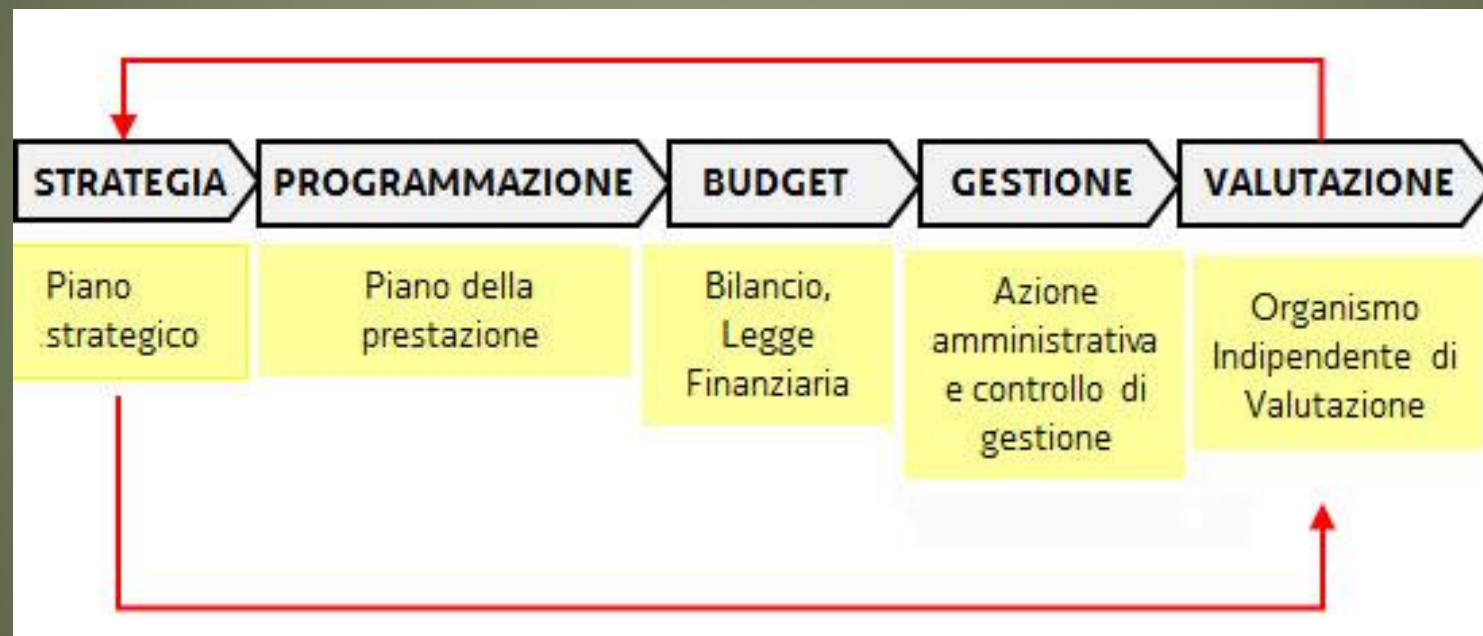 STRATEGIA
PROGRAMMAZIONE
BUDGET
GESTIONE
VALUTAZIONE
Piano
strategico
Piano della
prestazione
Bilancio,
Legge
Finanziaria
Azione
amministrativa
e controllo di
gestione
Organismo
Indipendente di
Valutazione